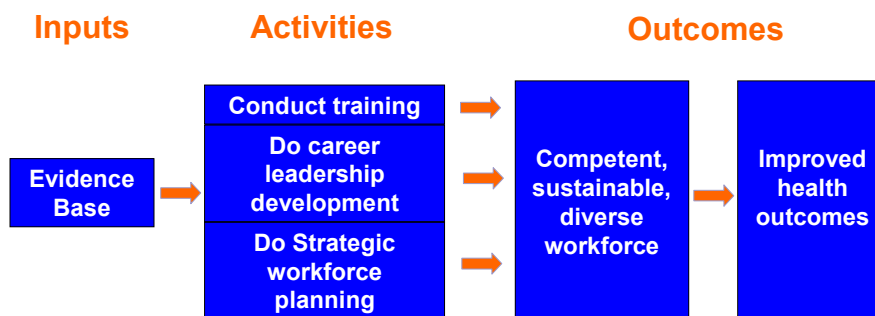 Inputs
Activities
Outcomes
Evidence
Base
Conduct training
Do career
leadership
development
Do Strategic
workforce
planning
Competent,
sustainable,
diverse
workforce
Improved
health
outcomes